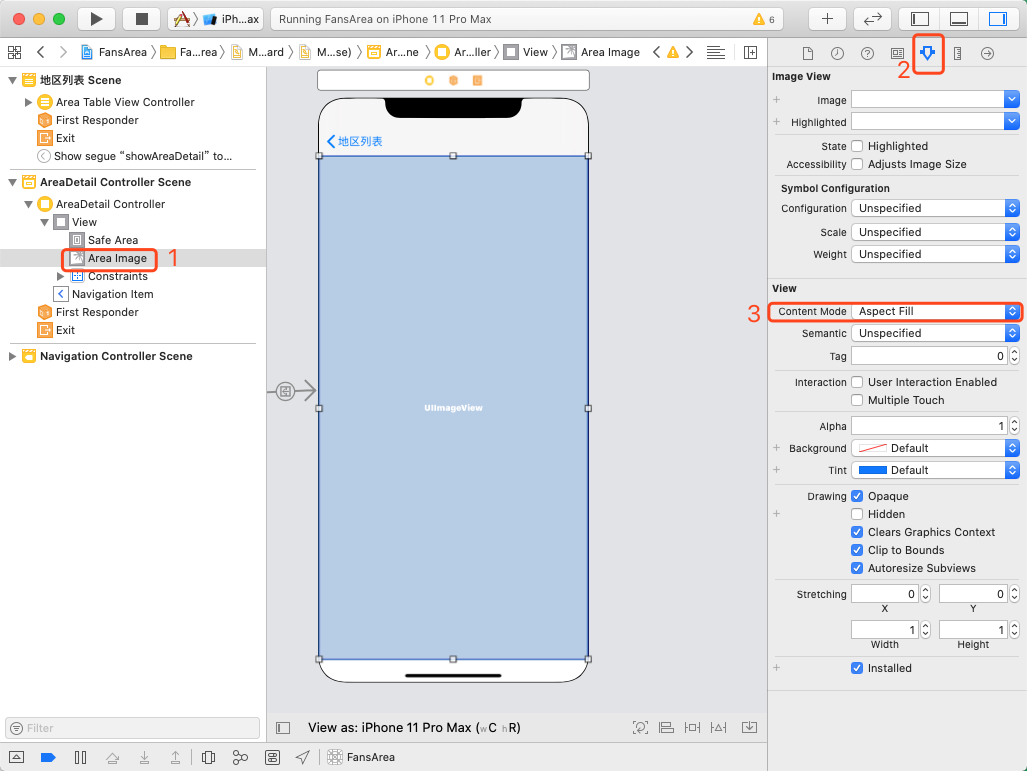 iPh...ax
Running FansArea on iPhone 11 Pro Max
6
FansArea
Fa...rea
M...ard
M...se)
Ar...ne
Ar...ller
View
Area Image
地区列表 Scene
Area Table View Controller
First Responder
Exit
Show segue “showAreaDetail” to...
AreaDetail Controller Scene
AreaDetail Controller
View
Safe Area
Area Image
1
Constraints
Navigation Item
First Responder
Exit
Navigation Controller Scene
Filter
地区列表
UIImageView
View as: iPhone 11 Pro Max (wC hR)
FansArea
2
Image View
Image
Highlighted
State Highlighted
Accessibility Adjusts Image Size
Symbol Configuration
Configuration Unspecified
Scale Unspecified
Weight Unspecified
View
3 Content Mode Aspect Fill
Semantic Unspecified
Tag 0
Interaction User Interaction Enabled
Multiple Touch
Alpha 1
Background Default
Tint Default
Drawing Opaque
Hidden
Clears Graphics Context
Clip to Bounds
Autoresize Subviews
Stretching 0 0
X Y
1 1
Width Height
Installed